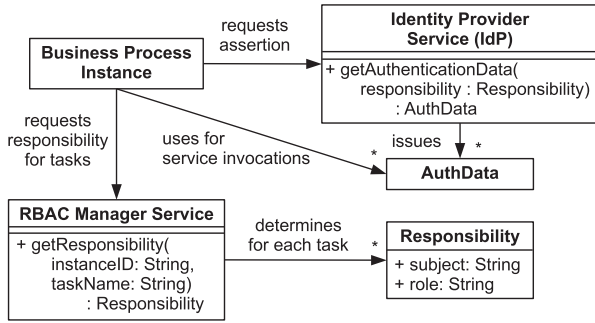 requests
assertion
Identity Provider
Service (IdP)
+ getAuthenticationData(
responsibility : Responsibility)
: AuthData
Business Process
Instance
requests
responsibility
for tasks
uses for
service invocations
*
issues
*
AuthData
RBAC Manager Service
+ getResponsibility(
instanceID: String,
taskName: String)
: Responsibility
determines
for each task
*
Responsibility
+ subject: String
+ role: String